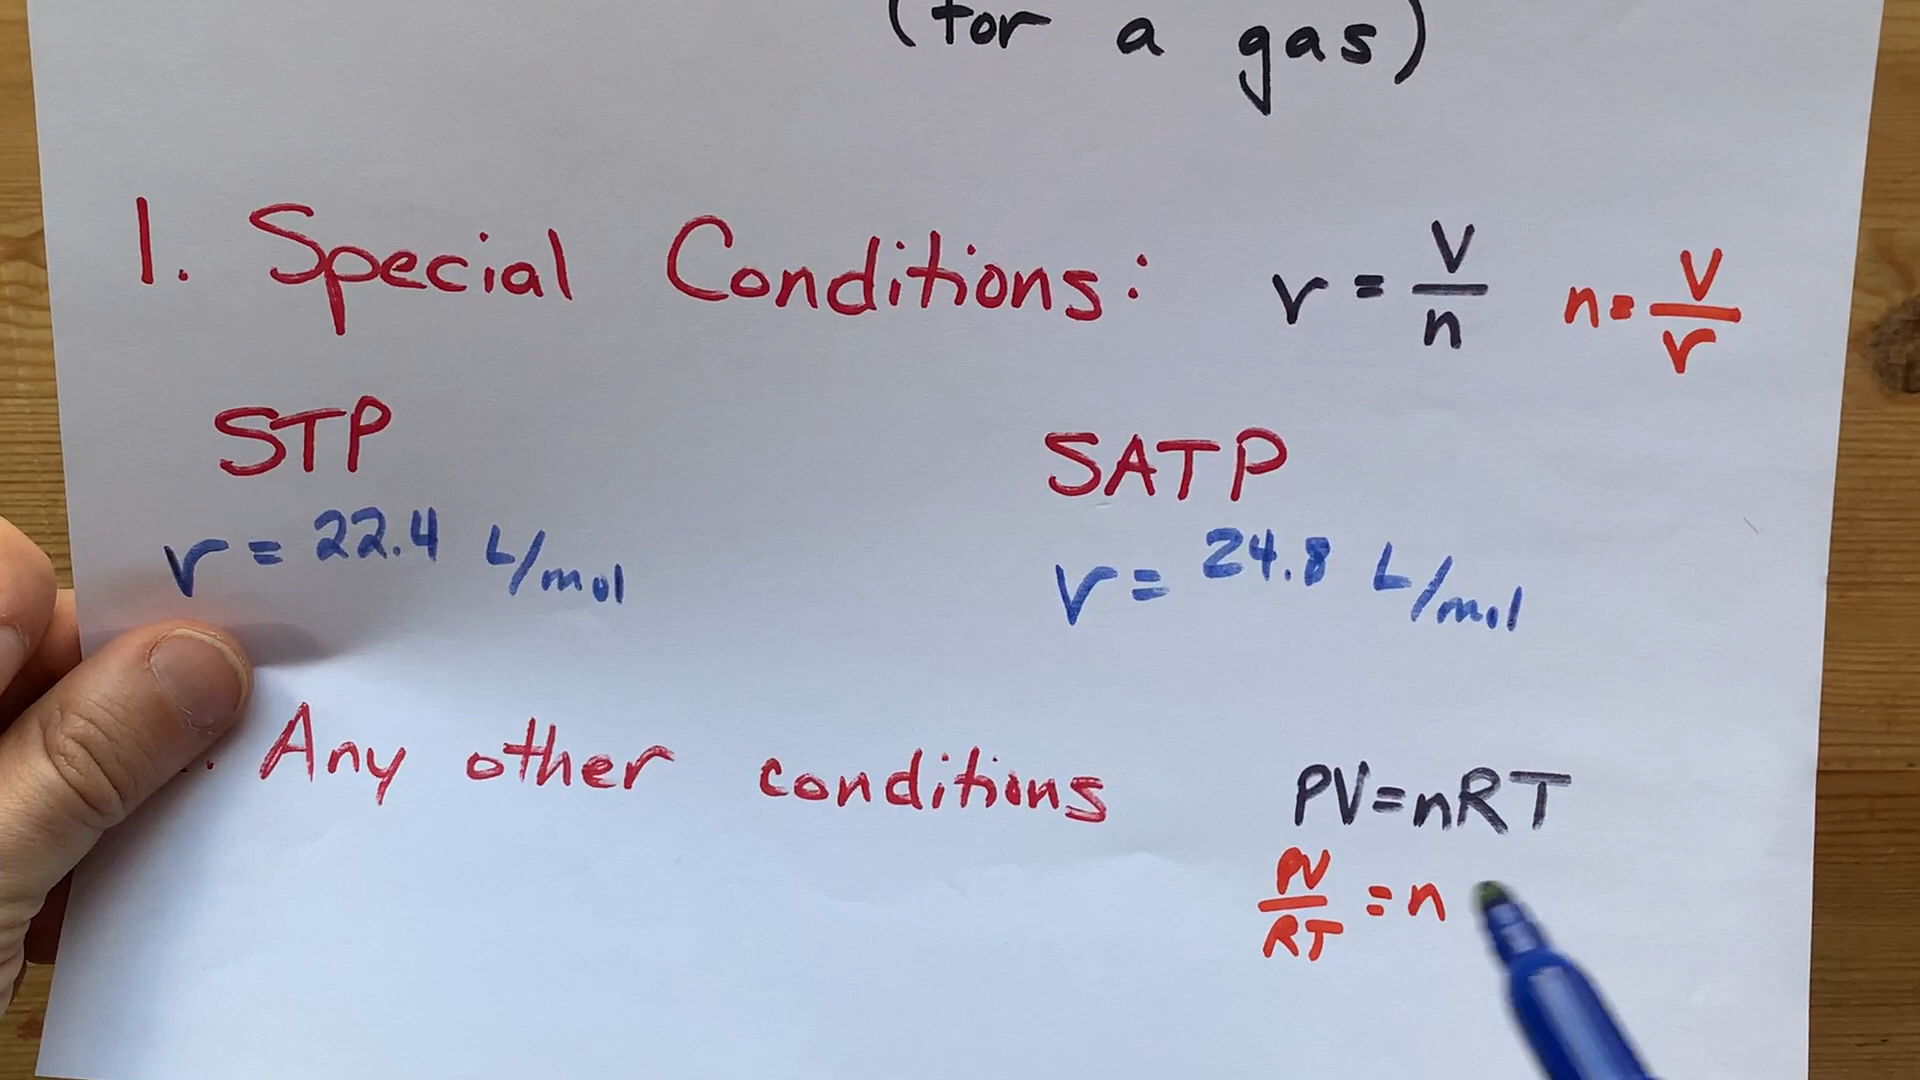 (for a gas)
1. Special Conditions: v = V/n n = V/v
STP SATP
v = 22.4 L/mol v = 24.8 L/mol
. Any other conditions PV=nRT
PV/RT = n